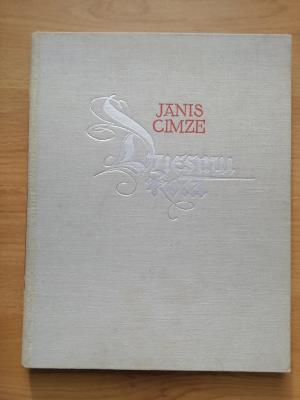 JĀNIS
CIMZE
Dziesmu
Rota